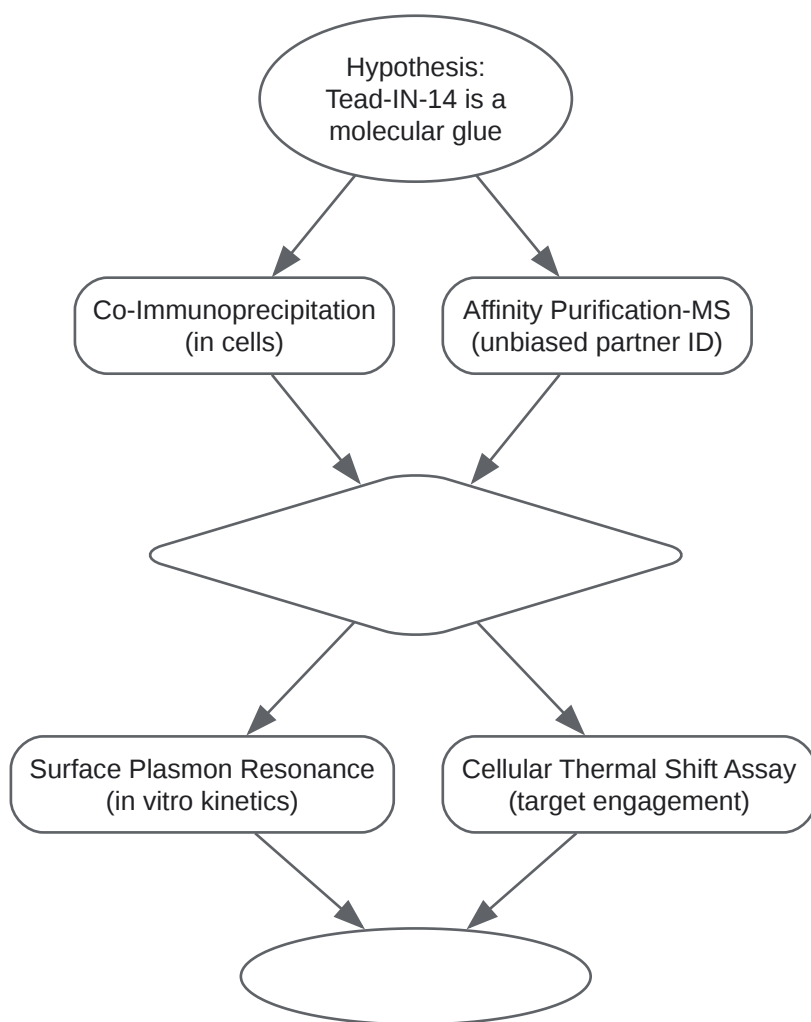 Hypothesis:
Tead-IN-14 is a
molecular glue
Co-Immunoprecipitation
(in cells)
Affinity Purification-MS
(unbiased partner ID)
Surface Plasmon Resonance
(in vitro kinetics)
Cellular Thermal Shift Assay
(target engagement)